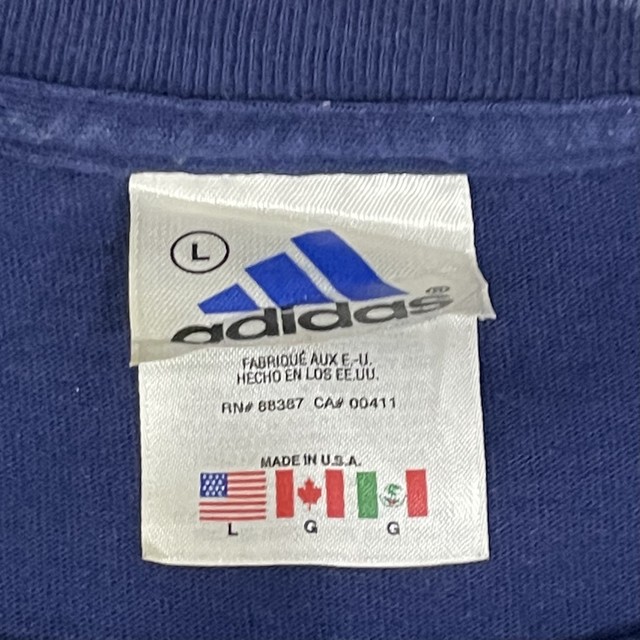 L
adidas®
FABRIQUÉ AUX E.-U.
HECHO EN LOS EE.UU.
RN# 88387 CA# 00411
MADE IN U.S.A.
L G G